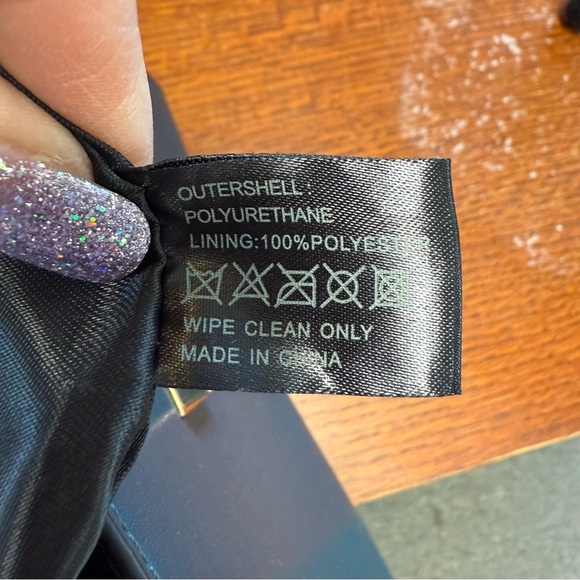 OUTERSHELL:
POLYURETHANE
LINING:100%POLYESTER
WIPE CLEAN ONLY
MADE IN CHINA